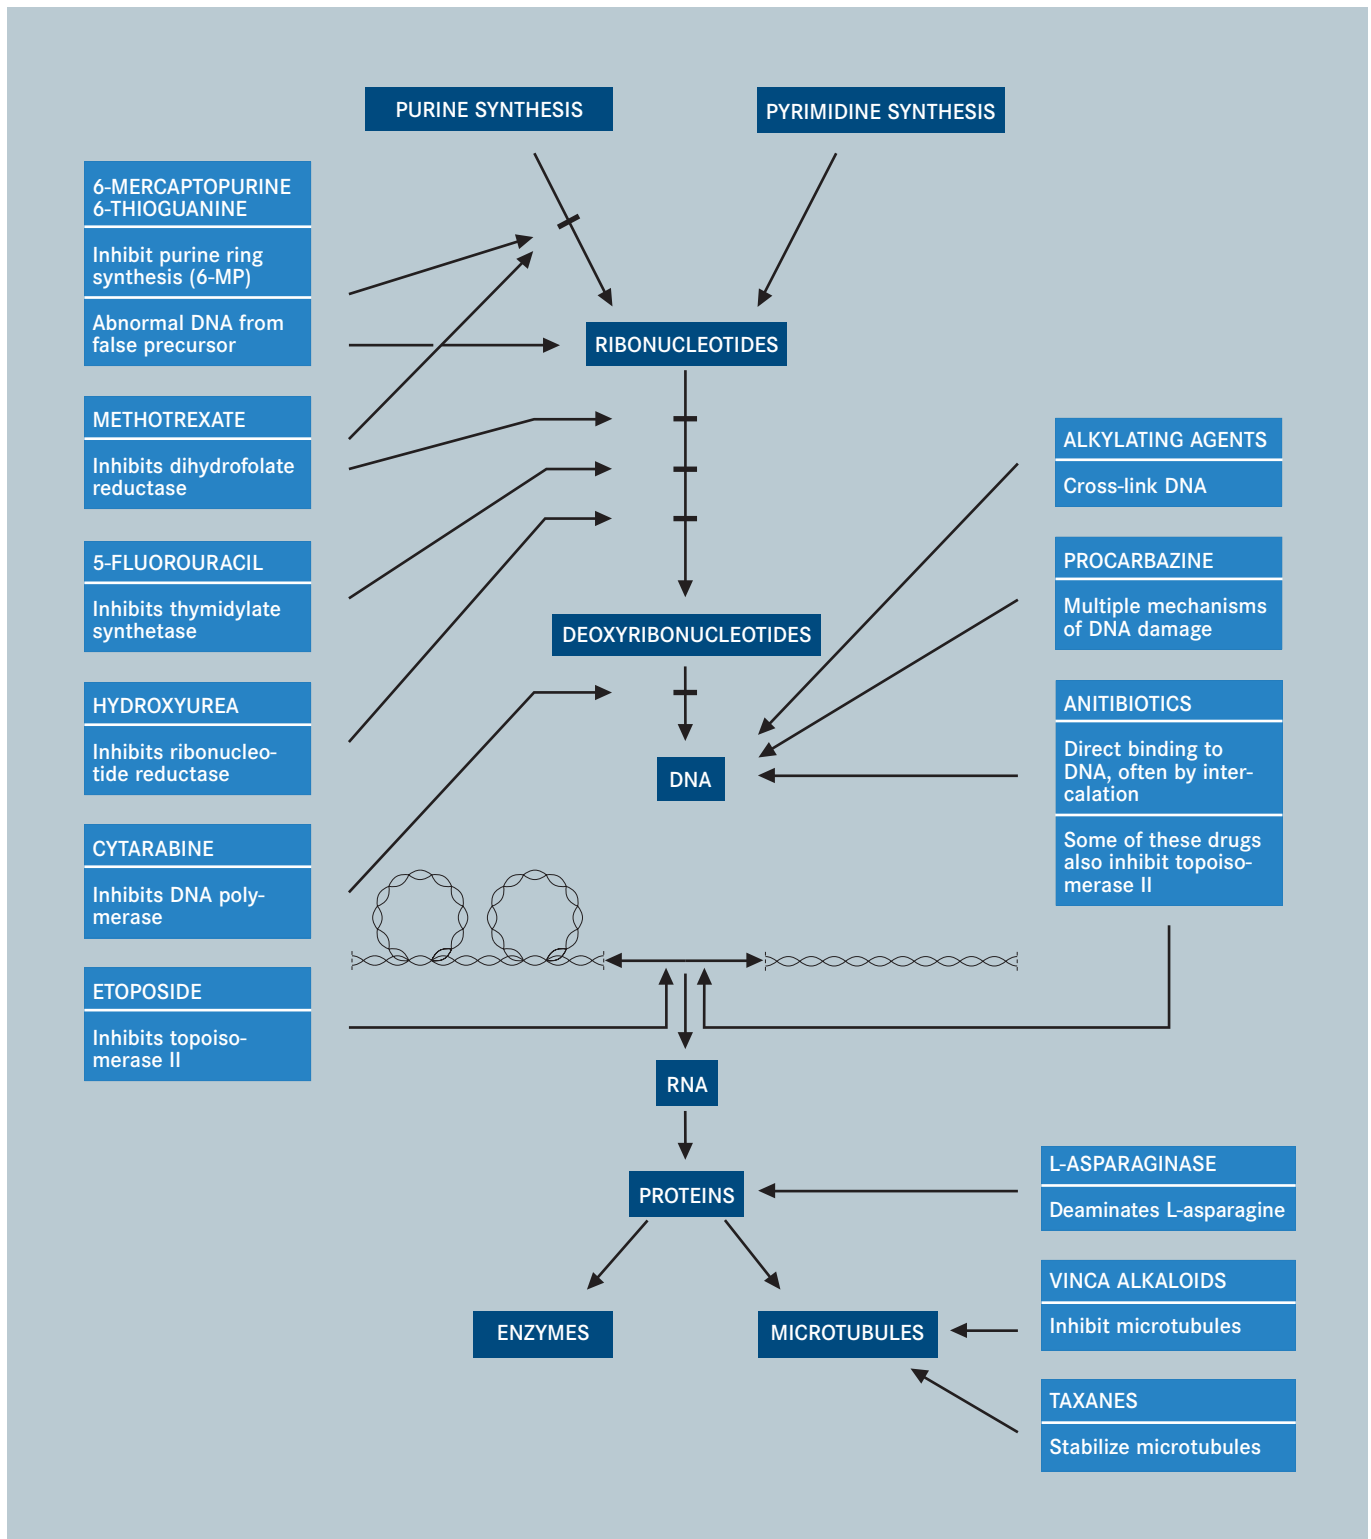 PURINE SYNTHESIS
PYRIMIDINE SYNTHESIS
6-MERCAPTOPURINE
6-THIOGUANINE
Inhibit purine ring
synthesis (6-MP)
Abnormal DNA from
false precursor
RIBONUCLEOTIDES
METHOTREXATE
Inhibits dihydrofolate
reductase
5-FLUOROURACIL
Inhibits thymidylate
synthetase
HYDROXYUREA
Inhibits ribonucleo-
tide reductase
CYTARABINE
Inhibits DNA poly-
merase
ETOPOSIDE
Inhibits topoiso-
merase II
DEOXYRIBONUCLEOTIDES
DNA
ALKYLATING AGENTS
Cross-link DNA
PROCARBAZINE
Multiple mechanisms
of DNA damage
ANITIBIOTICS
Direct binding to
DNA, often by inter-
calation
Some of these drugs
also inhibit topoiso-
merase II
RNA
PROTEINS
ENZYMES
MICROTUBULES
L-ASPARAGINASE
Deaminates L-asparagine
VINCA ALKALOIDS
Inhibit microtubules
TAXANES
Stabilize microtubules